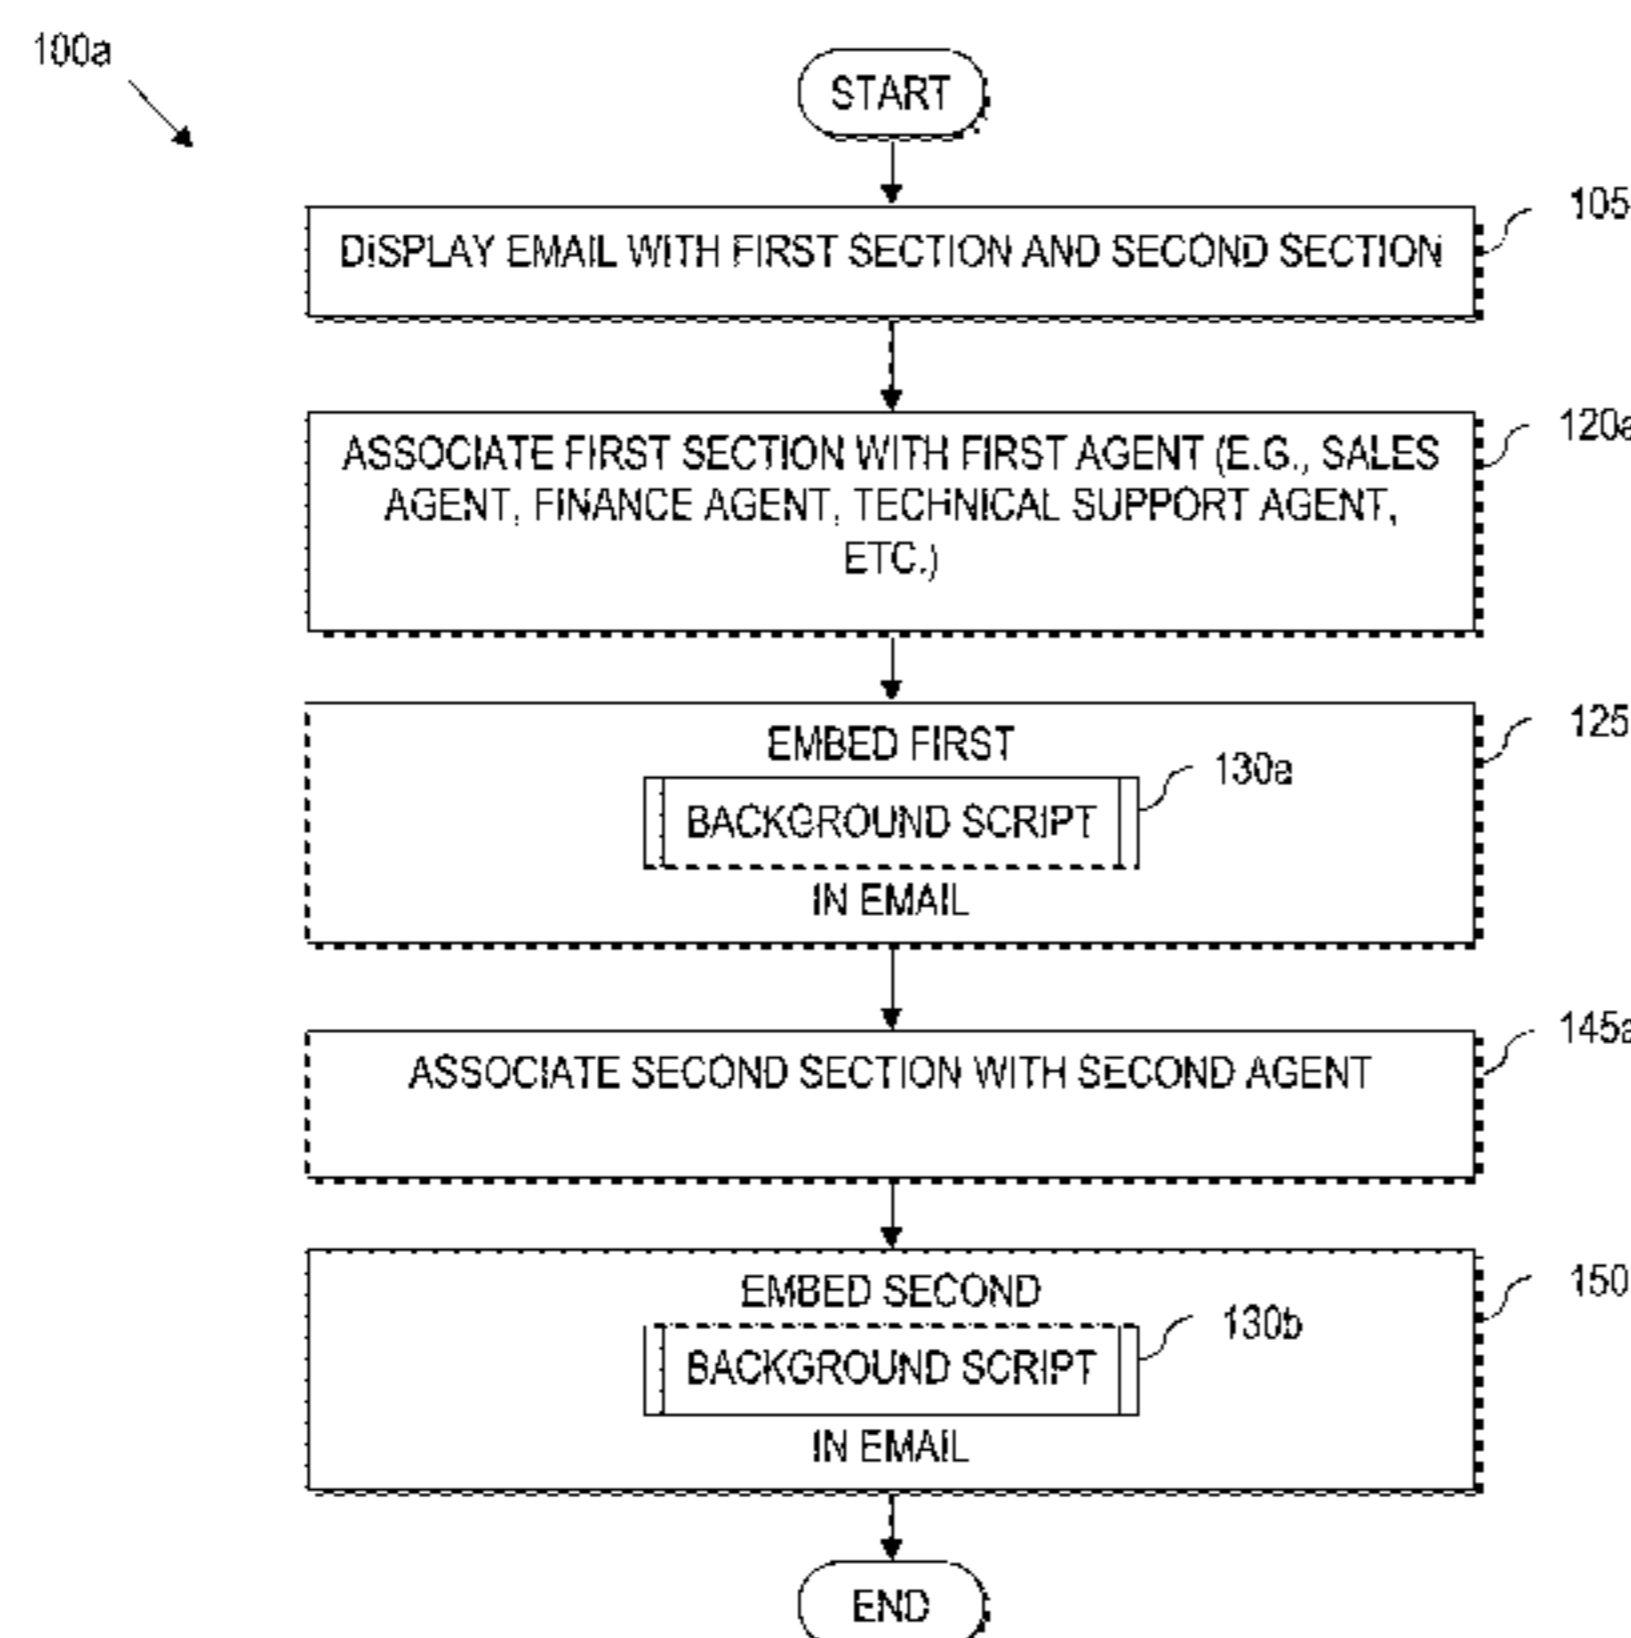 100a
START
105
DISPLAY EMAIL WITH FIRST SECTION AND SECOND SECTION
120a
ASSOCIATE FIRST SECTION WITH FIRST AGENT (E.G., SALES
AGENT, FINANCE AGENT, TECHNICAL SUPPORT AGENT,
ETC.)
125
EMBED FIRST
130a
BACKGROUND SCRIPT
IN EMAIL
145a
ASSOCIATE SECOND SECTION WITH SECOND AGENT
150
EMBED SECOND
130b
BACKGROUND SCRIPT
IN EMAIL
END